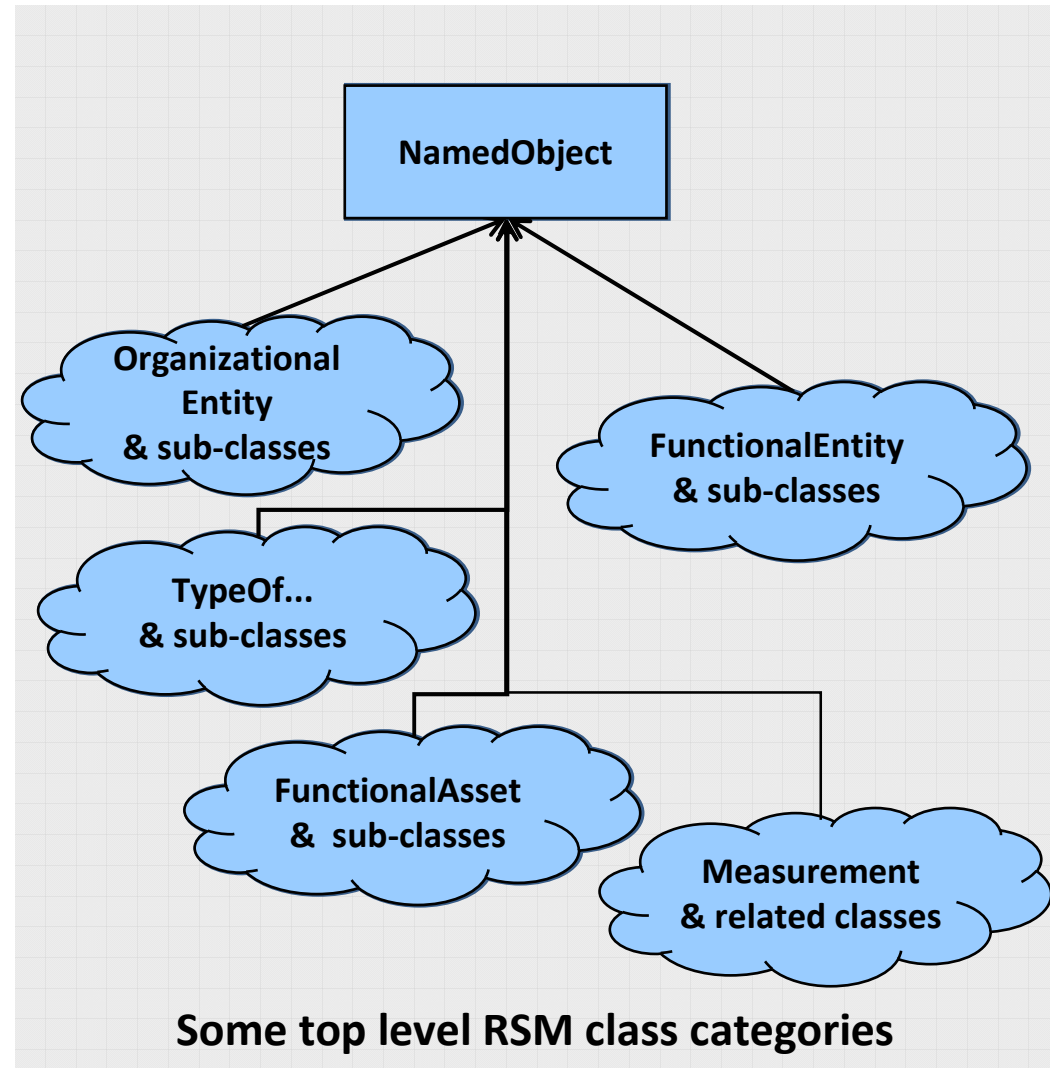 NamedObject
Organizational
Entity
& sub-classes
FunctionalEntity
& sub-classes
TypeOf...
& sub-classes
FunctionalAsset
& sub-classes
Measurement
& related classes
Some top level RSM class categories